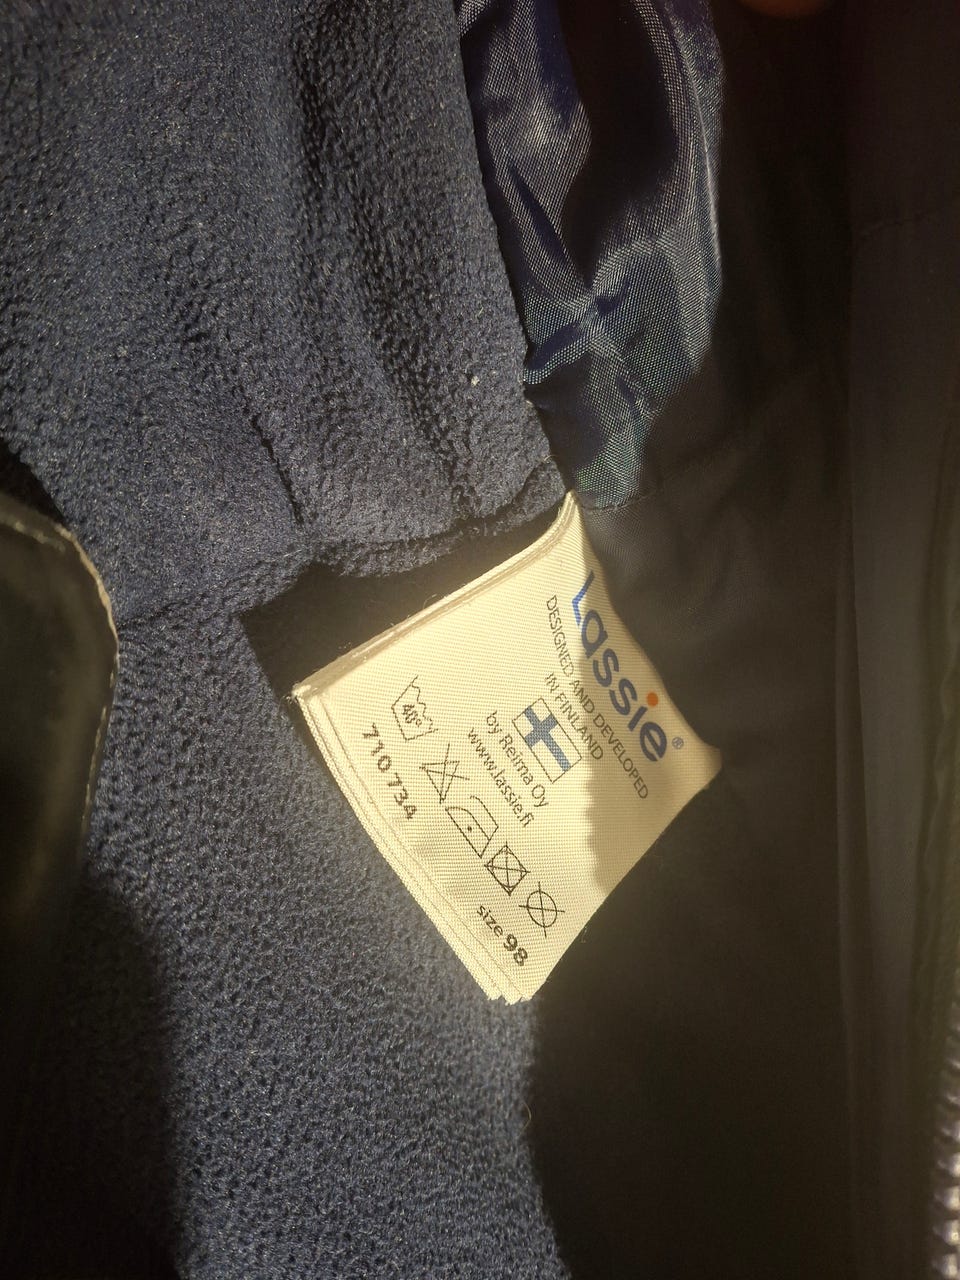 Lassie®
DESIGNED AND DEVELOPED
IN FINLAND
by Reima Oy
www.lassie.fi
40°
710734
size 98